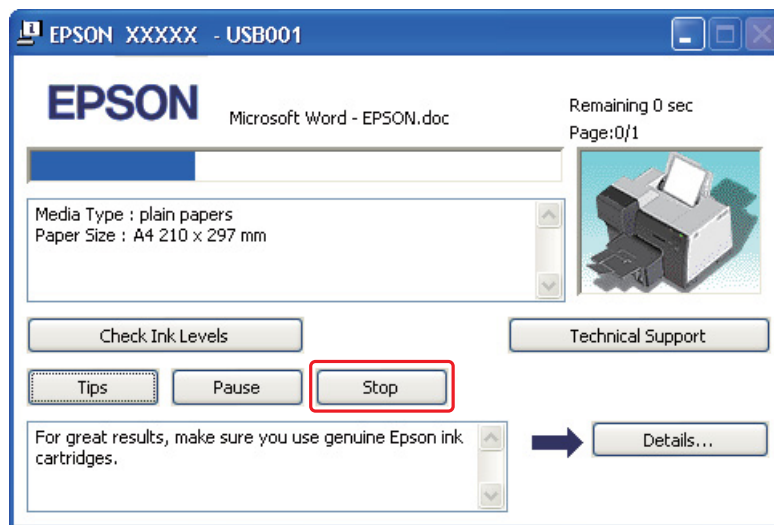 EPSON XXXXX - USB001
EPSON
Microsoft Word - EPSON.doc
Remaining 0 sec
Page:0/1
Media Type : plain papers
Paper Size : A4 210 x 297 mm
Check Ink Levels
Technical Support
Tips
Pause
Stop
For great results, make sure you use genuine Epson ink
cartridges.
Details...